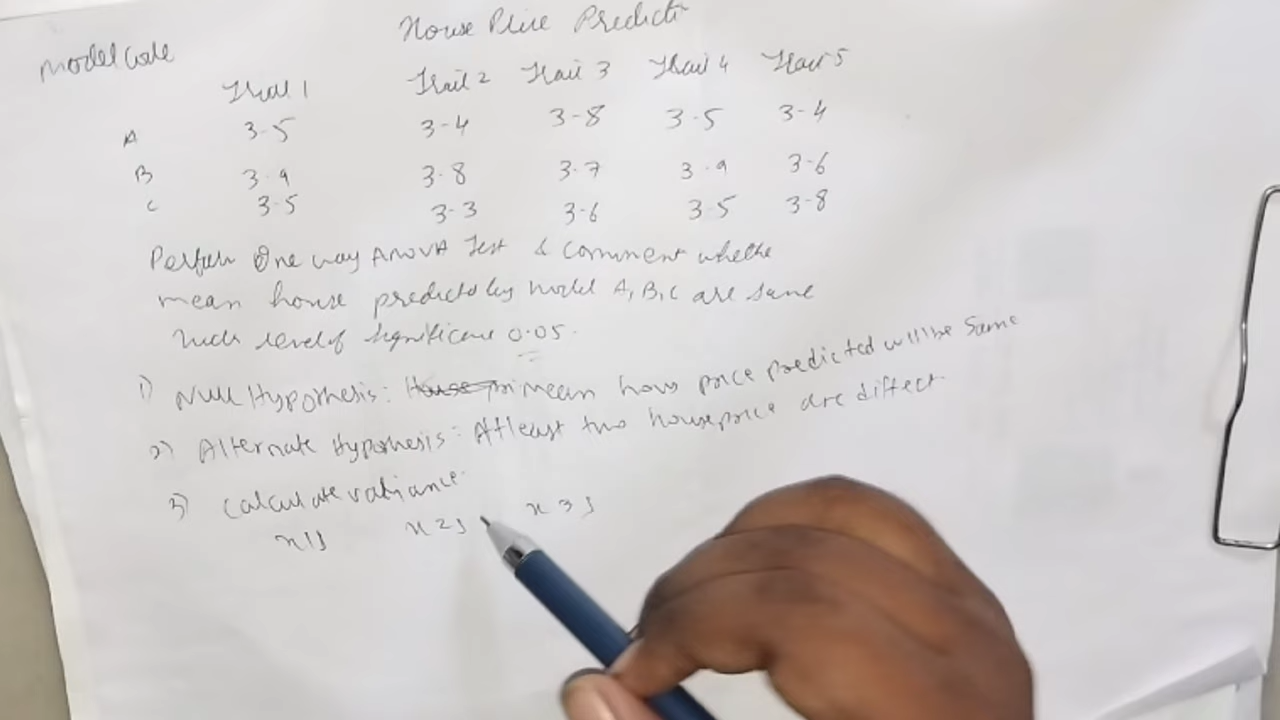 House Price Predicti
Model Code
Trail 1 Trail 2 Trail 3 Trail 4 Trail 5
A 3.5 3.4 3.8 3.5 3.4
B 3.9 3.8 3.7 3.9 3.6
C 3.5 3.3 3.6 3.5 3.8
Perform One way ANOVA Test & Comment whethe
mean house predicted by model A, B, C are same
level of significance 0.05.
1) Null Hypothesis: mean hous price predicted will be same
2) Alternate Hypothesis: Atleast two houseprice are diffect
3) Calculate variance.
x1j x2j x3j